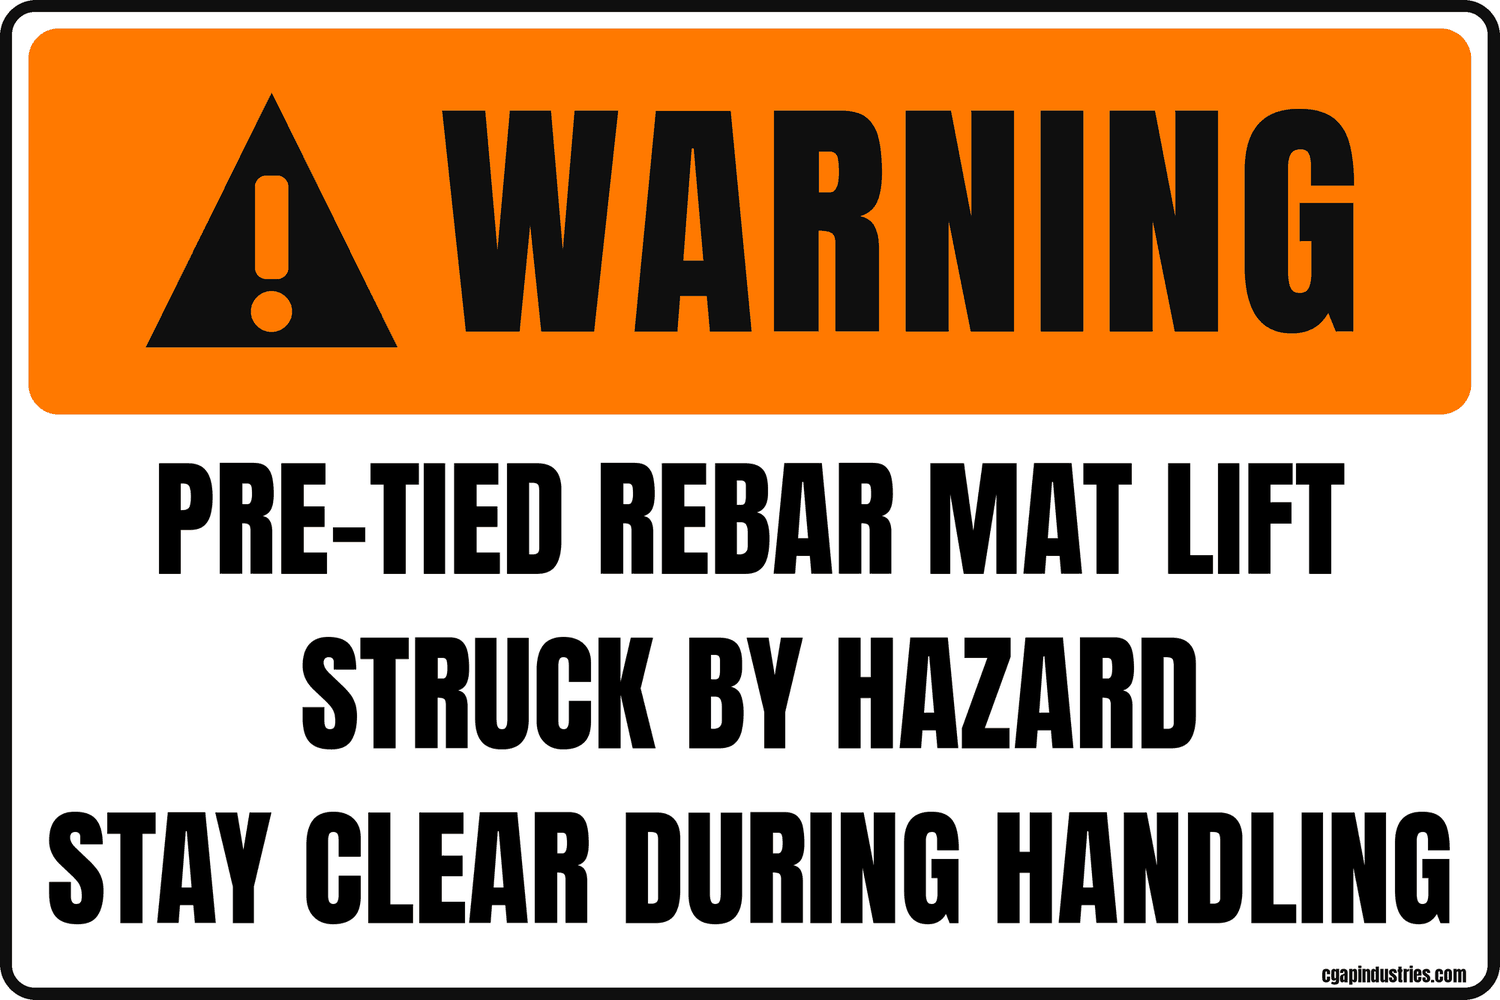 WARNING
PRE-TIED REBAR MAT LIFT
STRUCK BY HAZARD
STAY CLEAR DURING HANDLING
cgapindustries.com